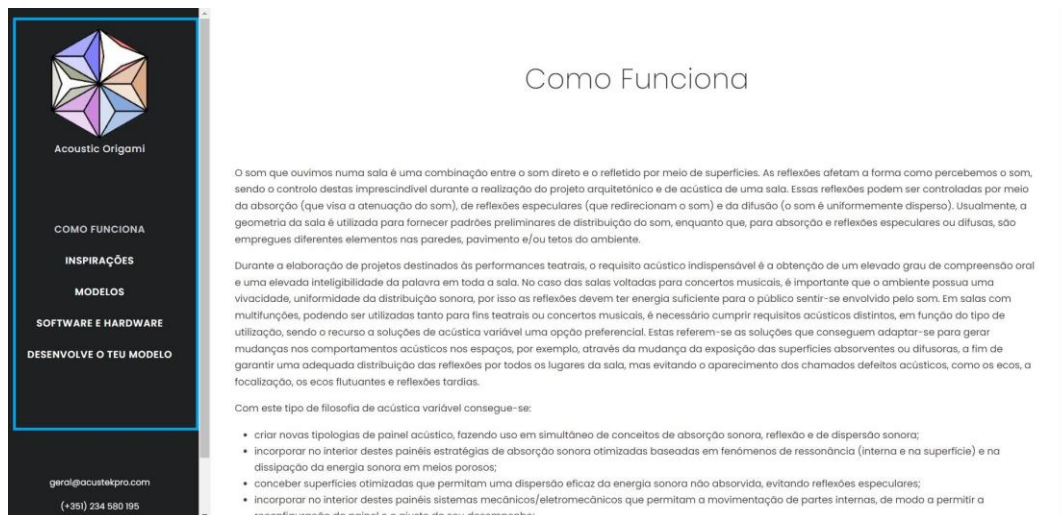 Acoustic Origami
COMO FUNCIONA
INSPIRAÇÕES
MODELOS
SOFTWARE E HARDWARE
DESENVOLVE O TEU MODELO
geral@acustekpro.com
(+351) 234 580 195
Como Funciona
O som que ouvimos numa sala é uma combinação entre o som direto e o refletido por meio de superfícies. As reflexões afetam a forma como percebemos o som,
sendo o controlo destas imprescindível durante a realização do projeto arquitetónico e de acústica de uma sala. Essas reflexões podem ser controladas por meio
da absorção (que visa a atenuação do som), de reflexões especulares (que redirecionam o som) e da difusão (o som é uniformemente disperso). Usualmente, a
geometria da sala é utilizada para fornecer padrões preliminares de distribuição do som, enquanto que, para absorção e reflexões especulares ou difusas, são
empregues diferentes elementos nas paredes, pavimento e/ou tetos do ambiente.
Durante a elaboração de projetos destinados às performances teatrais, o requisito acústico indispensável é a obtenção de um elevado grau de compreensão oral
e uma elevada inteligibilidade da palavra em toda a sala. No caso das salas voltadas para concertos musicais, é importante que o ambiente possua uma
vivacidade, uniformidade da distribuição sonora, por isso as reflexões devem ter energia suficiente para o público sentir-se envolvido pelo som. Em salas com
multifunções, podendo ser utilizadas tanto para fins teatrais ou concertos musicais, é necessário cumprir requisitos acústicos distintos, em função do tipo de
utilização, sendo o recurso a soluções de acústica variável uma opção preferencial. Estas referem-se as soluções que conseguem adaptar-se para gerar
mudanças nos comportamentos acústicos nos espaços, por exemplo, através da mudança da exposição das superfícies absorventes ou difusoras, a fim de
garantir uma adequada distribuição das reflexões por todos os lugares da sala, mas evitando o aparecimento dos chamados defeitos acústicos, como os ecos, a
focalização, os ecos flutuantes e reflexões tardias.
Com este tipo de filosofia de acústica variável consegue-se:
• criar novas tipologias de painel acústico, fazendo uso em simultâneo de conceitos de absorção sonora, reflexão e de dispersão sonora;
• incorporar no interior destes painéis estratégias de absorção sonora otimizadas baseadas em fenómenos de ressonância (interna e na superfície) e na
dissipação da energia sonora em meios porosos;
• conceber superfícies otimizadas que permitam uma dispersão eficaz da energia sonora não absorvida, evitando reflexões especulares;
• incorporar no interior destes painéis sistemas mecânicos/eletromecânicos que permitam a movimentação de partes internas, de modo a permitir a